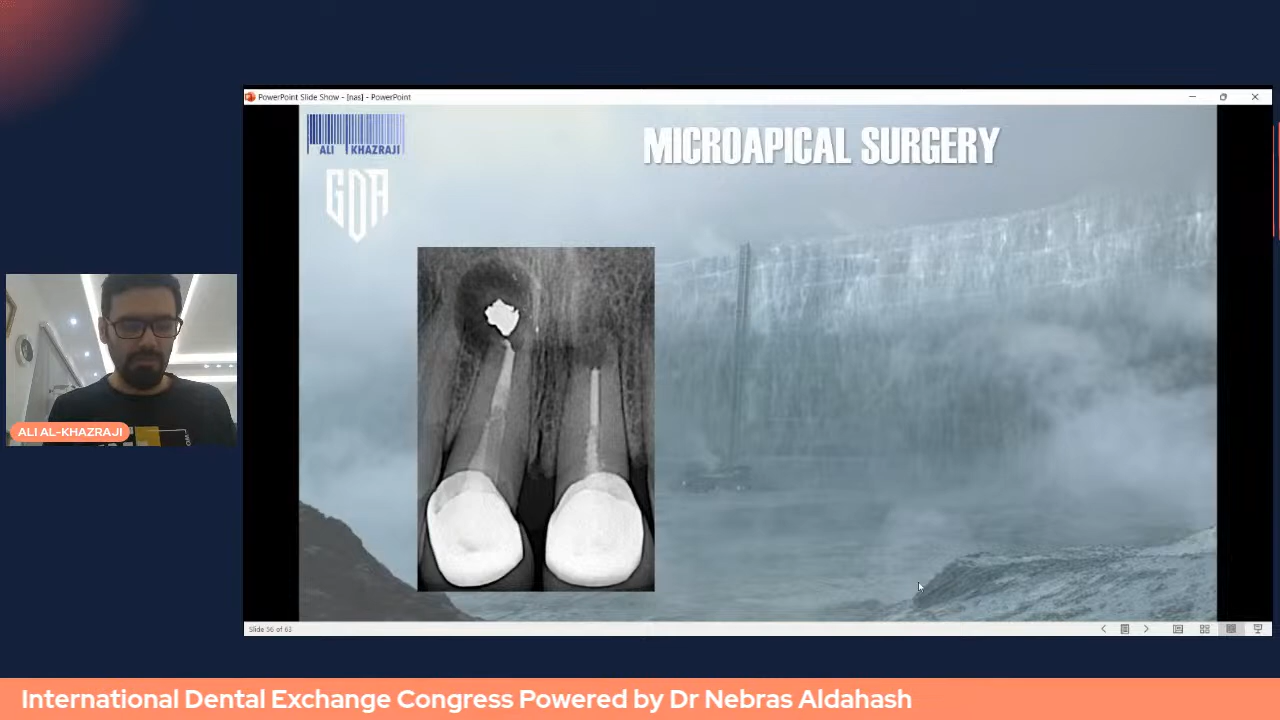 PowerPoint Slide Show - [nas] - PowerPoint
ALI KHAZRAJI
GDA
MICROAPICAL SURGERY
ALI AL-KHAZRAJI
Slide 56 of 63
International Dental Exchange Congress Powered by Dr Nebras Aldahash